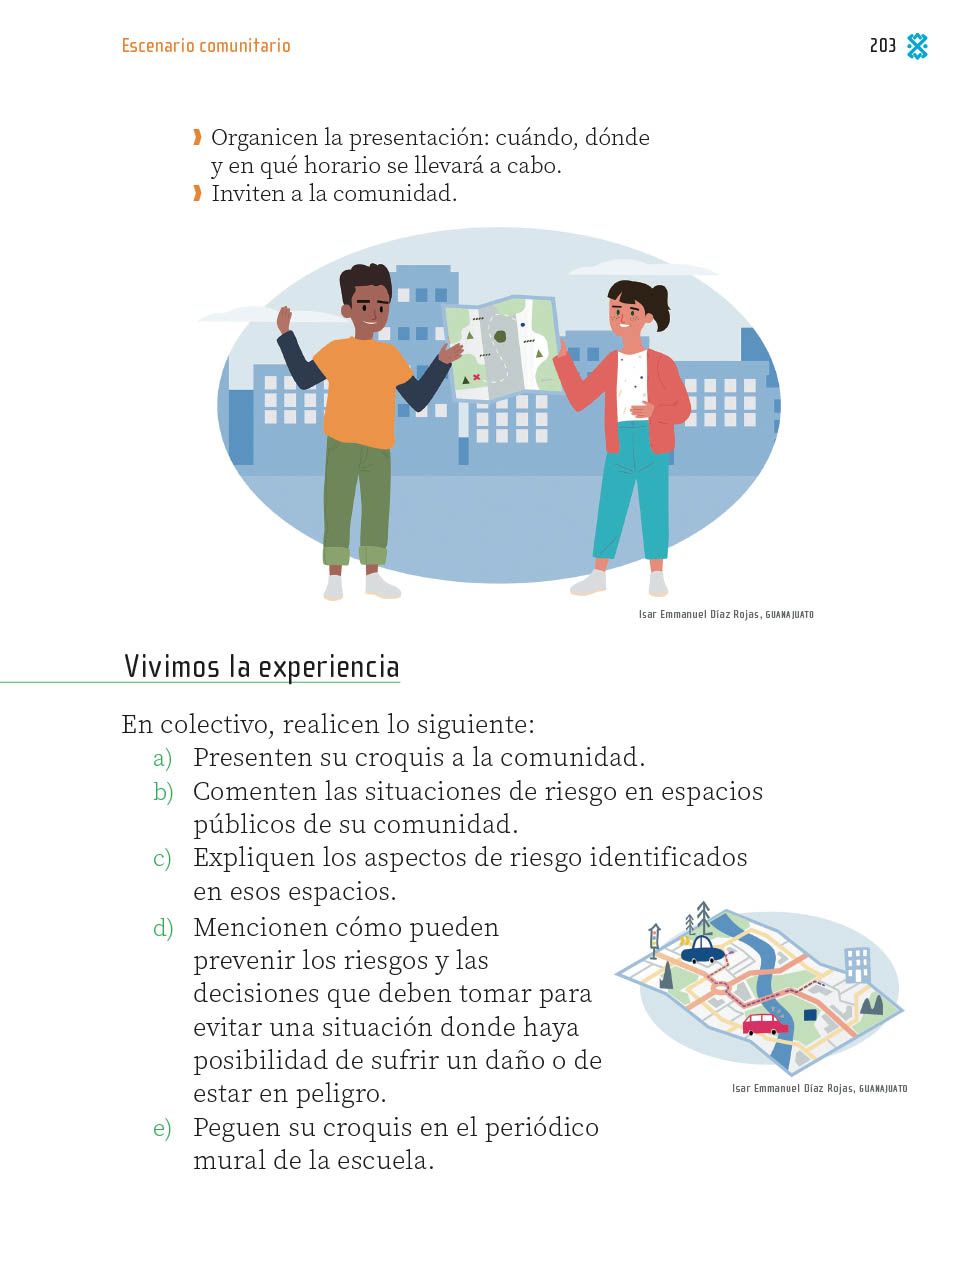 Escenario comunitario
203
Organicen la presentación: cuándo, dónde
y en qué horario se llevará a cabo.
Inviten a la comunidad.
Isar Emmanuel Díaz Rojas, GUANAJUATO
Vivimos la experiencia
En colectivo, realicen lo siguiente:
a) Presenten su croquis a la comunidad.
b) Comenten las situaciones de riesgo en espacios
públicos de su comunidad.
c) Expliquen los aspectos de riesgo identificados
en esos espacios.
d) Mencionen cómo pueden
prevenir los riesgos y las
decisiones que deben tomar para
evitar una situación donde haya
posibilidad de sufrir un daño o de
estar en peligro.
Isar Emmanuel Díaz Rojas, GUANAJUATO
e) Peguen su croquis en el periódico
mural de la escuela.